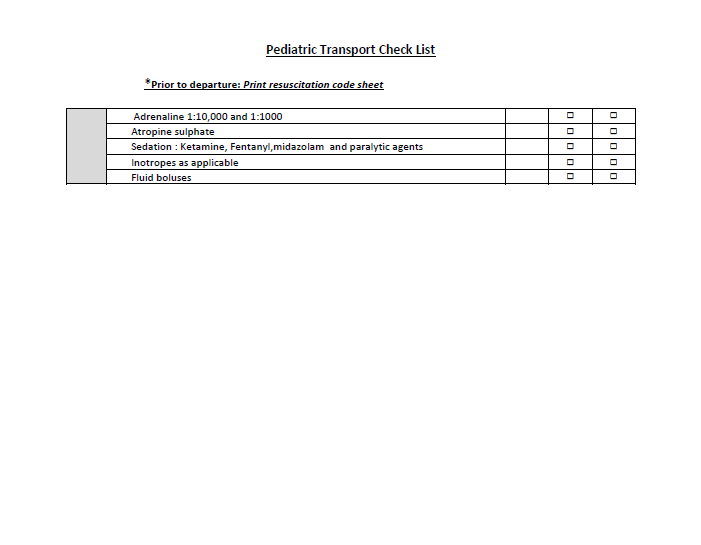 Pediatric Transport Check List
*Prior to departure: Print resuscitation code sheet
Adrenaline 1:10,000 and 1:1000 ☐ ☐
Atropine sulphate ☐ ☐
Sedation : Ketamine, Fentanyl,midazolam and paralytic agents ☐ ☐
Inotropes as applicable ☐ ☐
Fluid boluses ☐ ☐